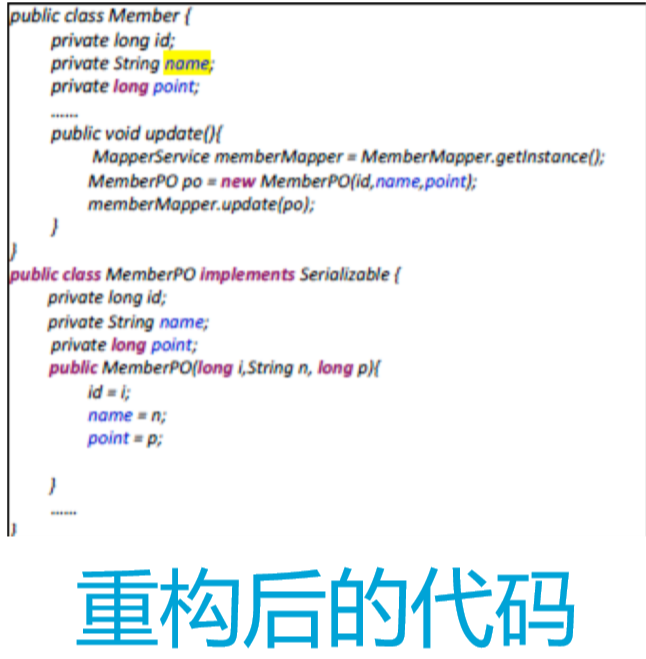 public class Member {
private long id;
private String name;
private long point;
......
public void update(){
MapperService memberMapper = MemberMapper.getInstance();
MemberPO po = new MemberPO(id,name,point);
memberMapper.update(po);
}
}
public class MemberPO implements Serializable {
private long id;
private String name;
private long point;
public MemberPO(long i,String n, long p){
id = i;
name = n;
point = p;
}
......
}
重构后的代码